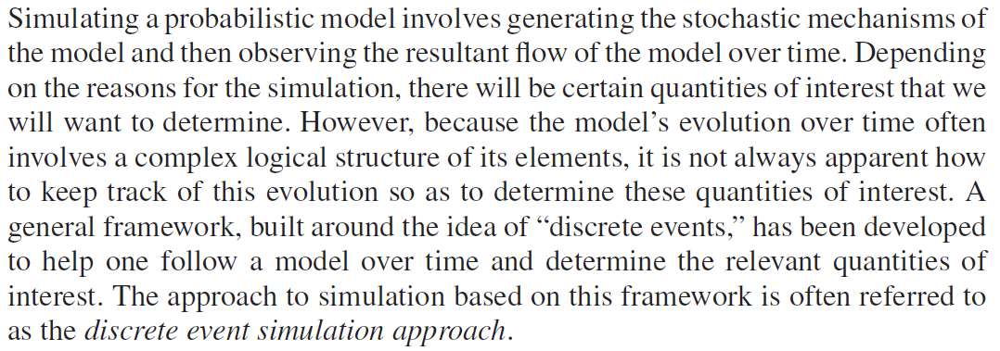 Simulating a probabilistic model involves generating the stochastic mechanisms of
the model and then observing the resultant flow of the model over time. Depending
on the reasons for the simulation, there will be certain quantities of interest that we
will want to determine. However, because the model’s evolution over time often
involves a complex logical structure of its elements, it is not always apparent how
to keep track of this evolution so as to determine these quantities of interest. A
general framework, built around the idea of “discrete events,” has been developed
to help one follow a model over time and determine the relevant quantities of
interest. The approach to simulation based on this framework is often referred to
as the discrete event simulation approach.